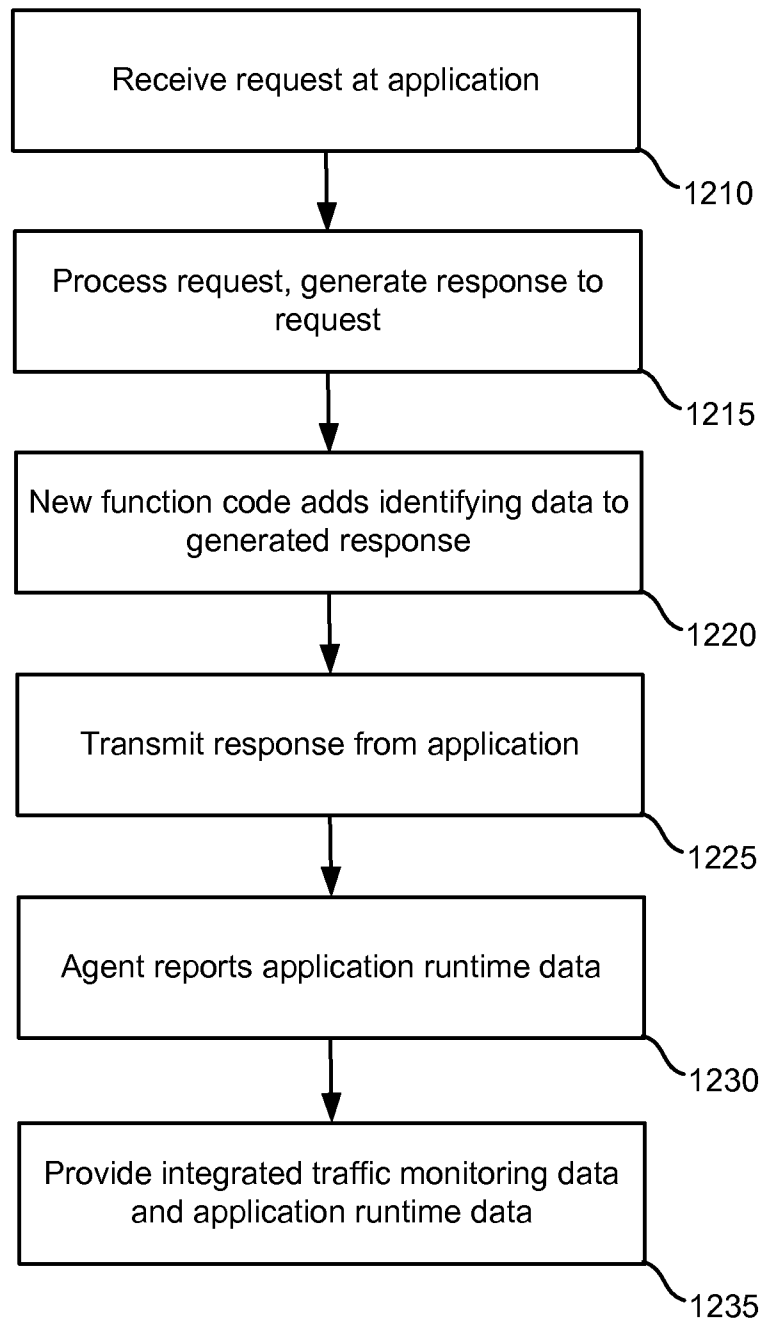 Receive request at application
1210
Process request, generate response to
request
1215
New function code adds identifying data to
generated response
1220
Transmit response from application
1225
Agent reports application runtime data
1230
Provide integrated traffic monitoring data
and application runtime data
1235